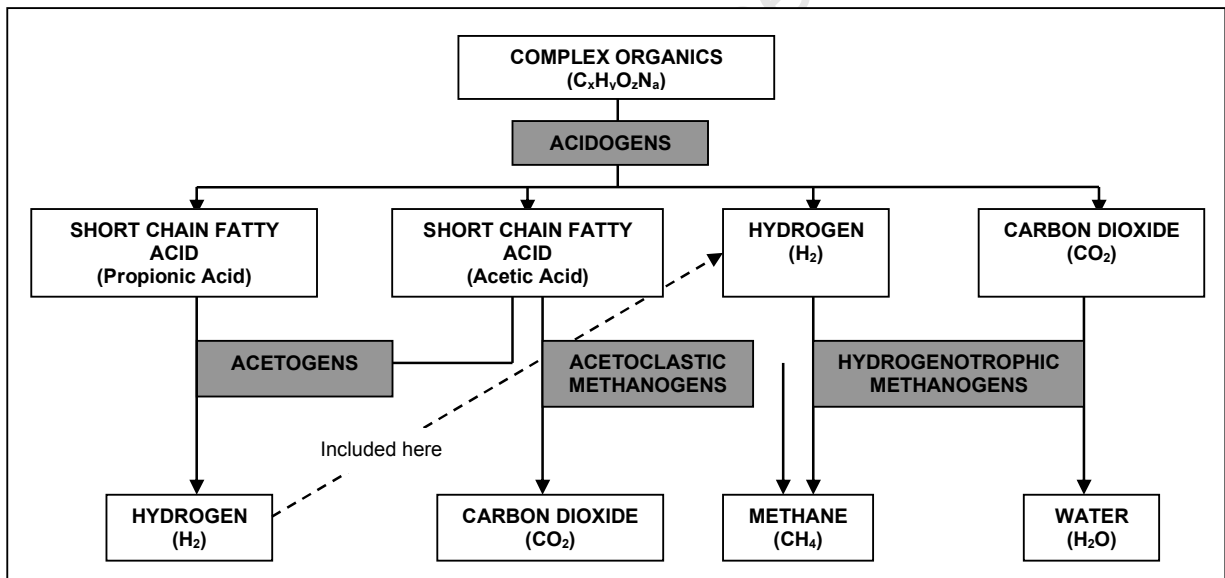 COMPLEX ORGANICS
(CₓHᵧO₂Nₐ)
ACIDOGENS
SHORT CHAIN FATTY
ACID
(Propionic Acid)
SHORT CHAIN FATTY
ACID
(Acetic Acid)
HYDROGEN
(H₂)
CARBON DIOXIDE
(CO₂)
ACETOGENS
ACETOCLASTIC
METHANOGENS
HYDROGENOTROPHIC
METHANOGENS
Included here
HYDROGEN
(H₂)
CARBON DIOXIDE
(CO₂)
METHANE
(CH₄)
WATER
(H₂O)